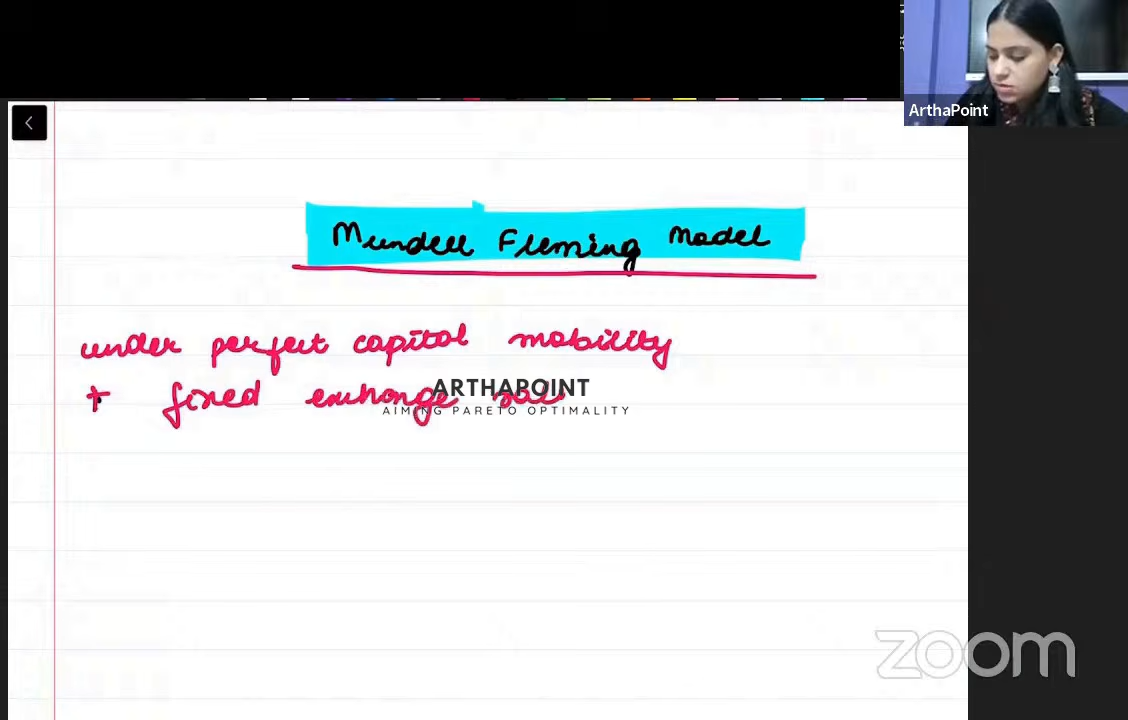 ArthaPoint
Mundell Fleming Model
under perfect capital mobility
+ fixed exchange rate
ARTHAPOINT
AIMING PARETO OPTIMALITY
zoom